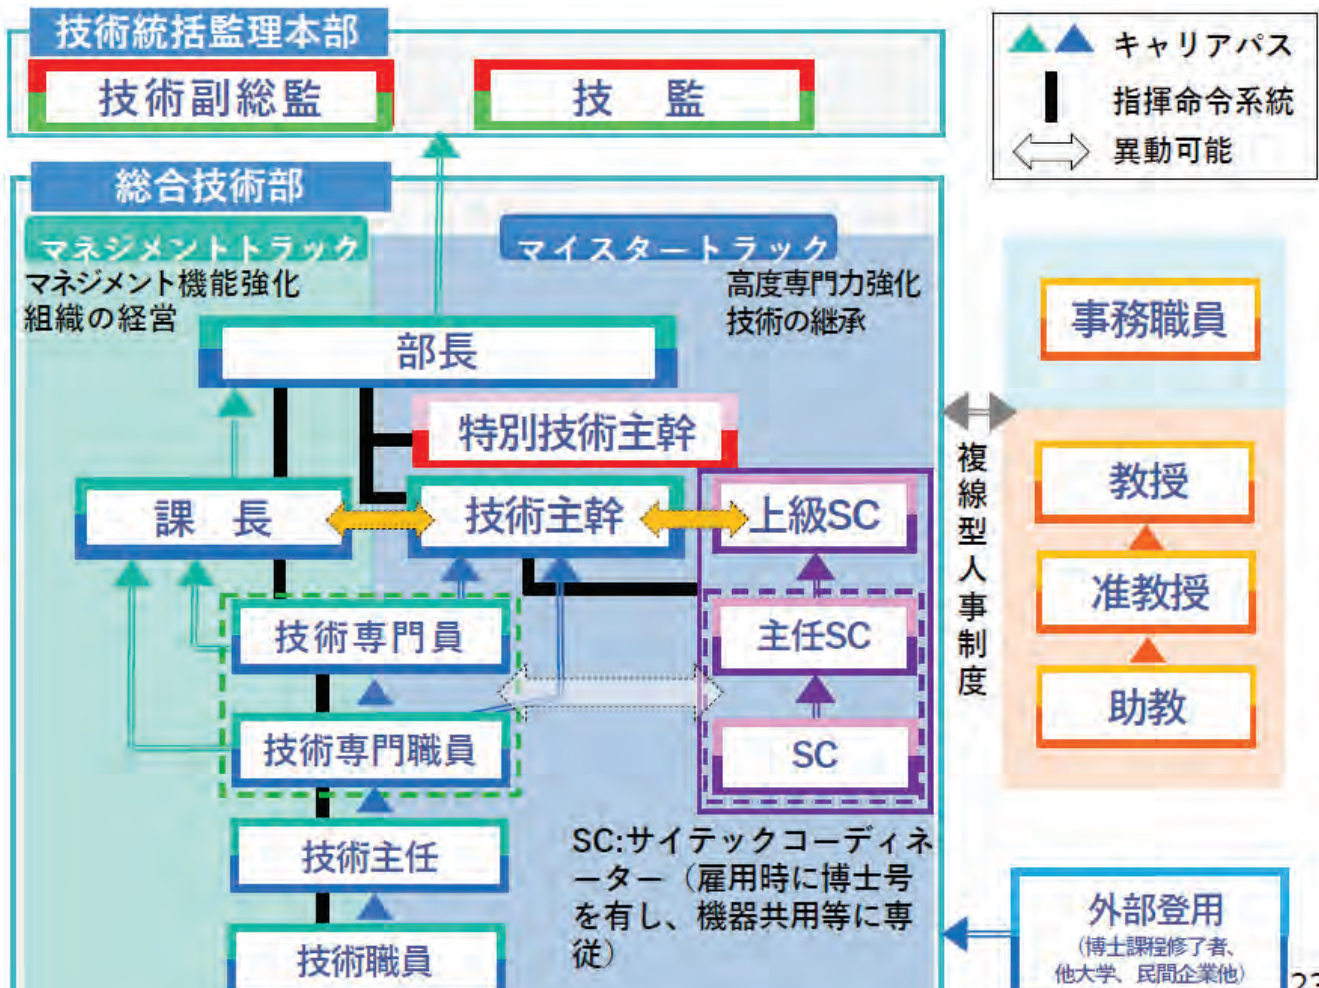 技術統括監理本部
技術副総監
技 監
キャリアパス
指揮命令系統
異動可能
総合技術部
マネジメントトラック
マネジメント機能強化
組織の経営
マイスタートラック
高度専門力強化
技術の継承
部長
特別技術主幹
課 長
技術主幹
上級SC
技術専門員
主任SC
技術専門職員
SC
技術主任
技術職員
SC:サイテックコーディネ
ーター（雇用時に博士号
を有し、機器共用等に専
従）
複線型人事制度
事務職員
教授
准教授
助教
外部登用
(博士課程修了者、
他大学、民間企業他)